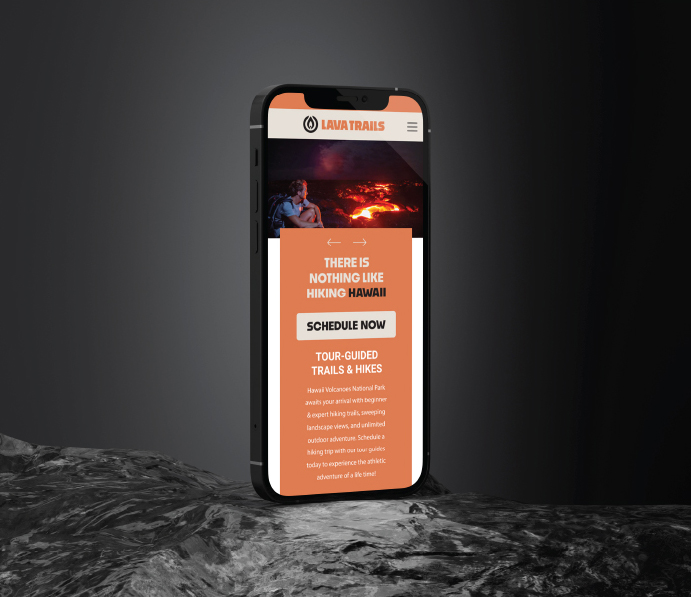 LAVA TRAILS
THERE IS
NOTHING LIKE
HIKING HAWAII
SCHEDULE NOW
TOUR-GUIDED
TRAILS & HIKES
Hawaii Volcanoes National Park
awaits your arrival with beginner
& expert hiking trails, sweeping
landscape views, and unlimited
outdoor adventure. Schedule a
hiking trip with our tour guides
today to experience the athletic
adventure of a life time!